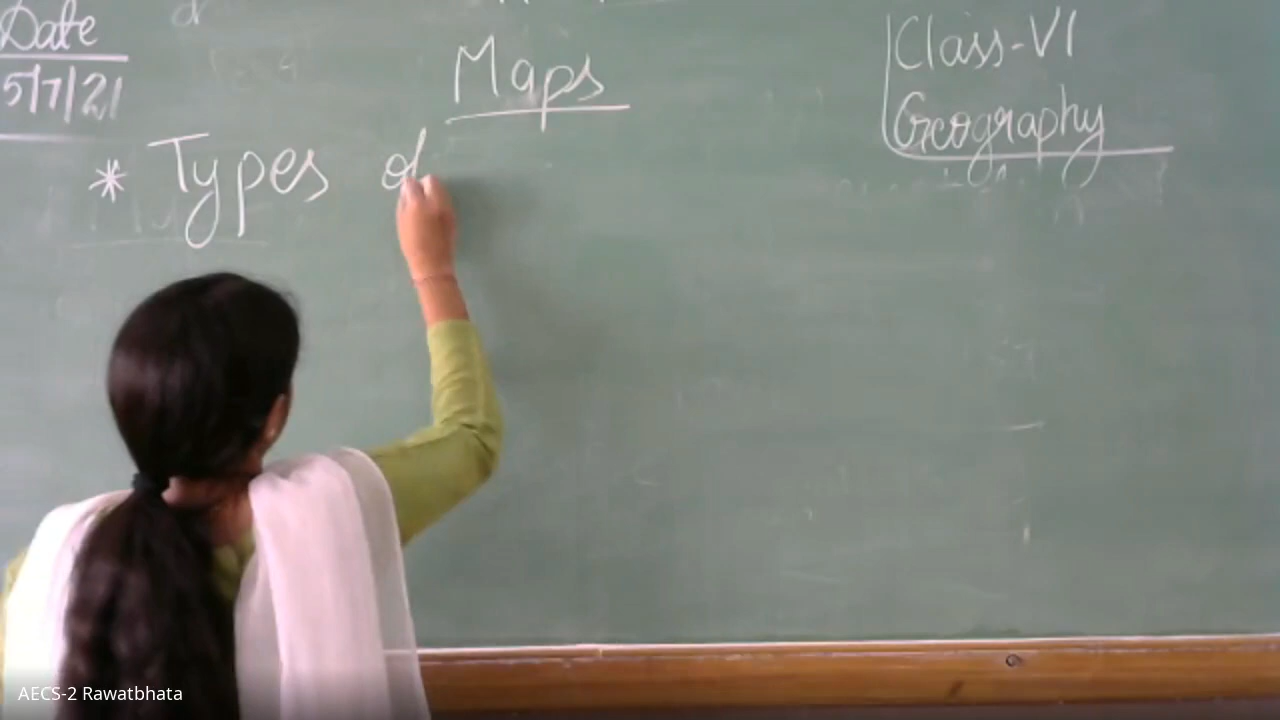 Date
5/7/21
Maps
Class-VI
Geography
* Types of
AECS-2 Rawatbhata